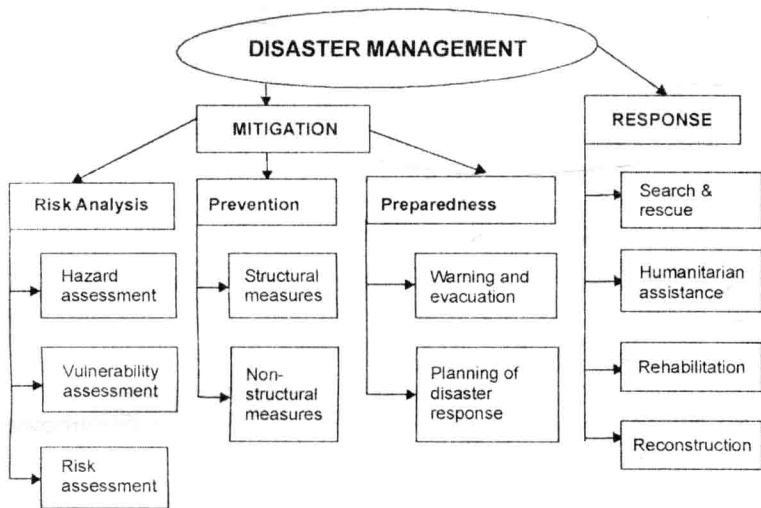 DISASTER MANAGEMENT
MITIGATION
RESPONSE
Risk Analysis
Prevention
Preparedness
Search &
rescue
Hazard
assessment
Structural
measures
Warning and
evacuation
Humanitarian
assistance
Vulnerability
assessment
Non-
structural
measures
Planning of
disaster
response
Rehabilitation
Reconstruction
Risk
assessment